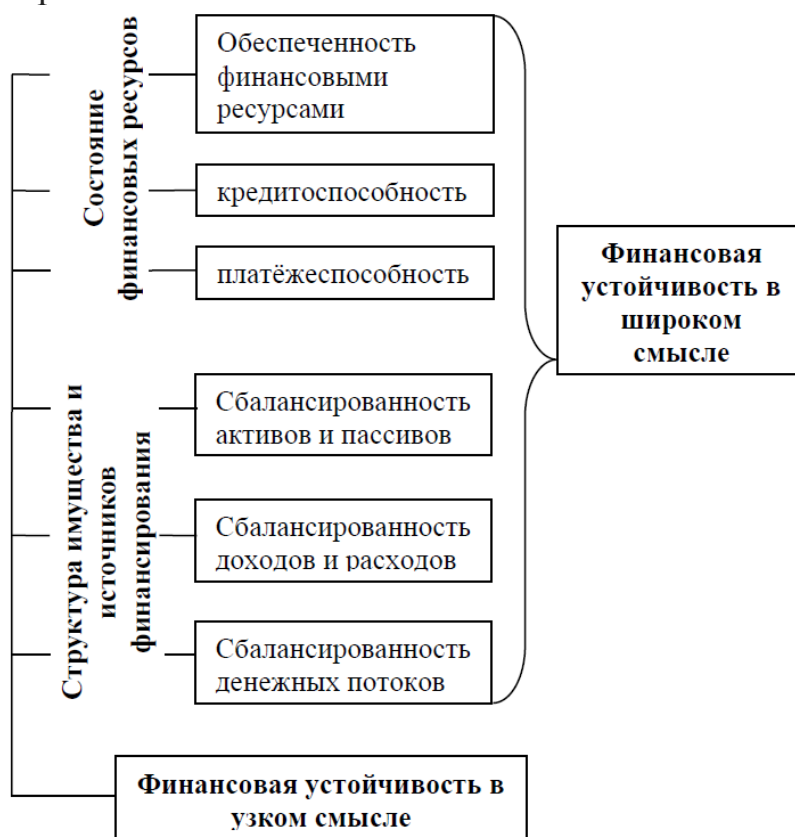 Состояние
финансовых ресурсов
Обеспеченность
финансовыми
ресурсами
кредитоспособность
платёжеспособность
Финансовая
устойчивость в
широком
смысле
Структура имущества и
источников
финансирования
Сбалансированность
активов и пассивов
Сбалансированность
доходов и расходов
Сбалансированность
денежных потоков
Финансовая устойчивость в
узком смысле